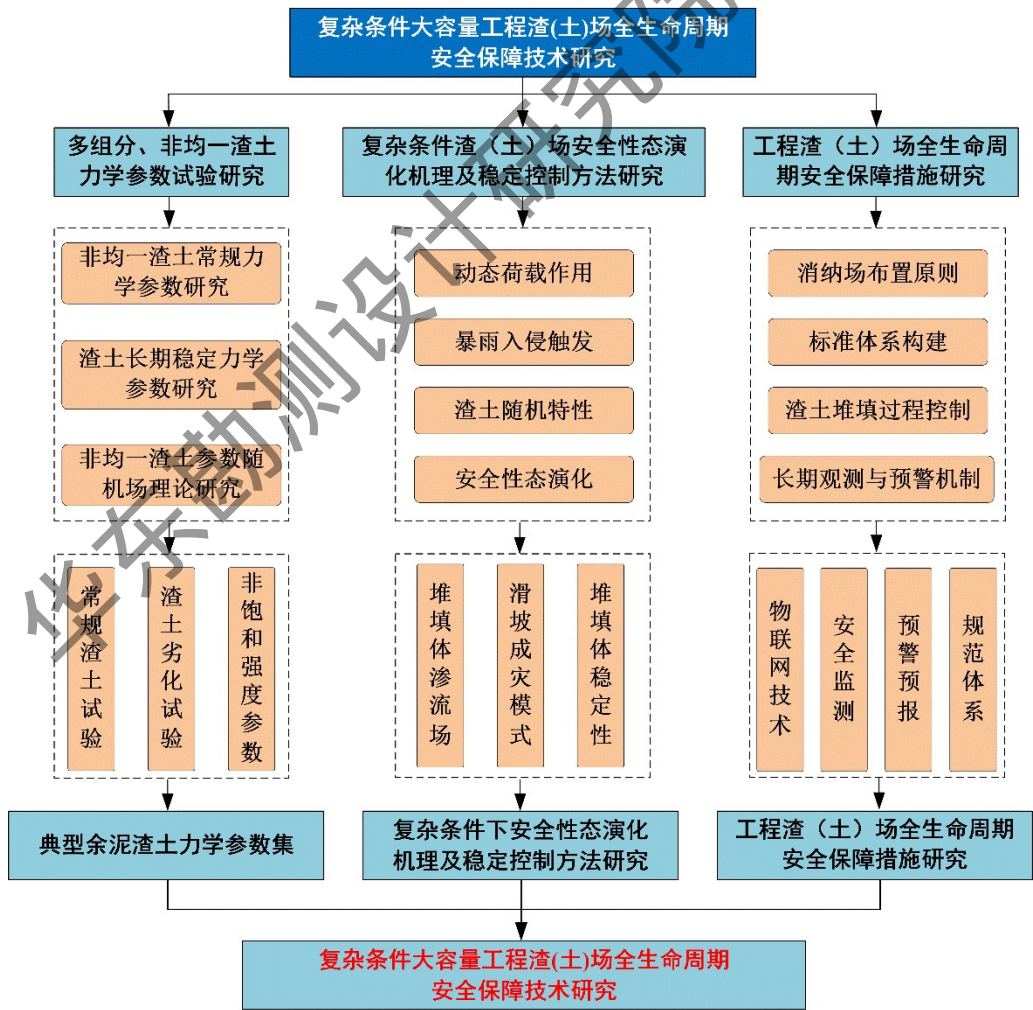 复杂条件大容量工程渣(土)场全生命周期
安全保障技术研究
多组分、非均一渣土
力学参数试验研究
复杂条件渣（土）场安全性态演
化机理及稳定控制方法研究
工程渣（土）场全生命周
期安全保障措施研究
非均一渣土常规力
学参数研究
渣土长期稳定力学
参数研究
非均一渣土参数随
机场理论研究
动态荷载作用
暴雨入侵触发
渣土随机特性
安全性态演化
消纳场布置原则
标准体系构建
渣土堆填过程控制
长期观测与预警机制
常规渣土试验
渣土劣化试验
非饱和强度参数
堆填体渗流场
滑坡成灾模式
堆填体稳定性
物联网技术
安全监测
预警预报
规范体系
典型余泥渣土力学参数集
复杂条件下安全性态演化
机理及稳定控制方法研究
工程渣（土）场全生命周期
安全保障措施研究
复杂条件大容量工程渣(土)场全生命周期
安全保障技术研究
华东勘测设计研究院